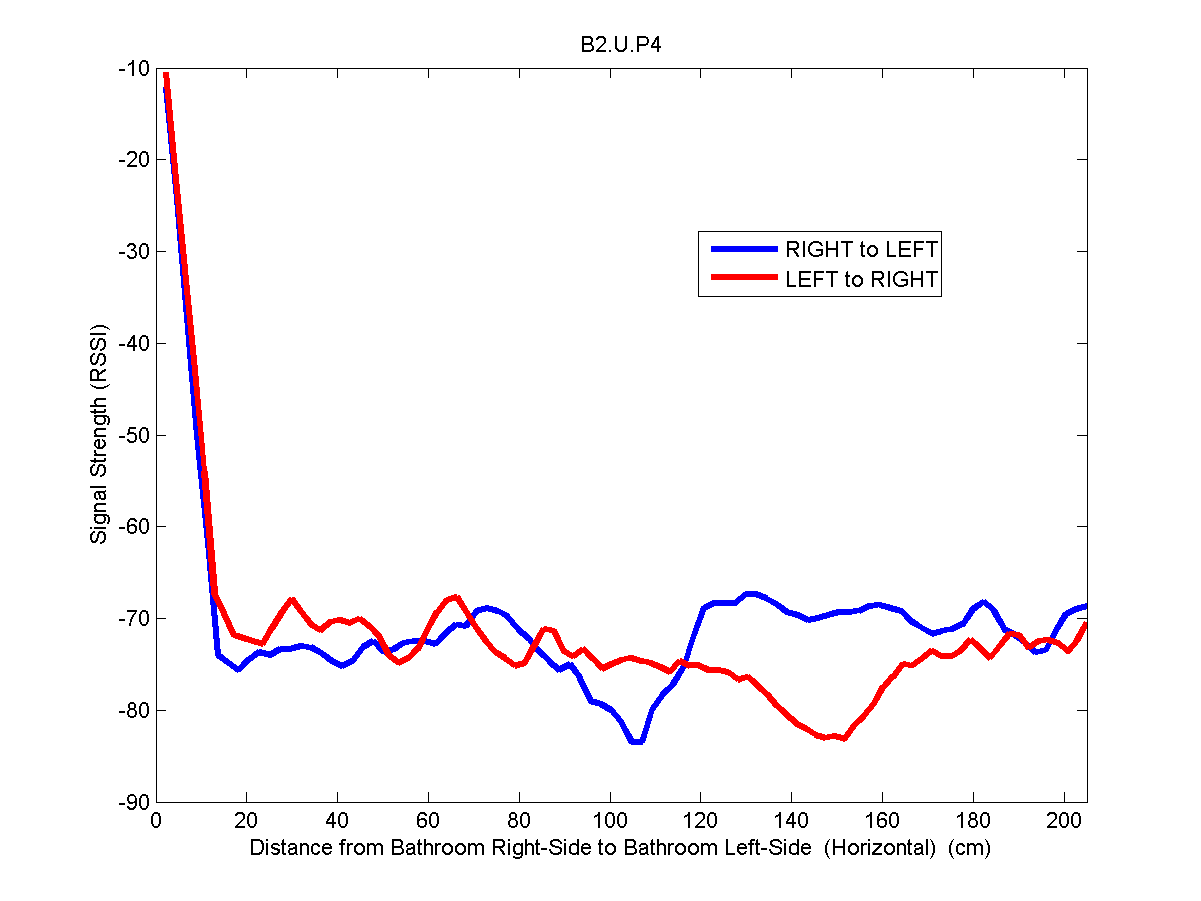 B2.U.P4
-10
-20
-30
-40
-50
-60
-70
-80
-90
Signal Strength (RSSI)
RIGHT to LEFT
LEFT to RIGHT
0 20 40 60 80 100 120 140 160 180 200
Distance from Bathroom Right-Side to Bathroom Left-Side  (Horizontal)  (cm)